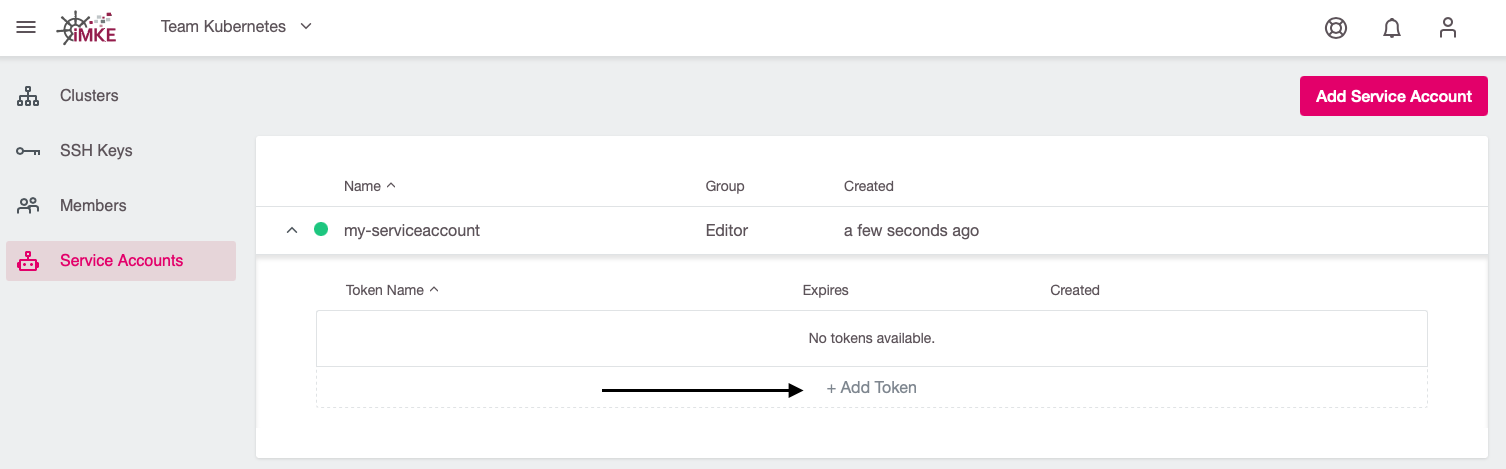 iMKE
Team Kubernetes
Clusters
Add Service Account
SSH Keys
Name Group Created
Members
my-serviceaccount Editor a few seconds ago
Service Accounts
Token Name Expires Created
No tokens available.
+ Add Token